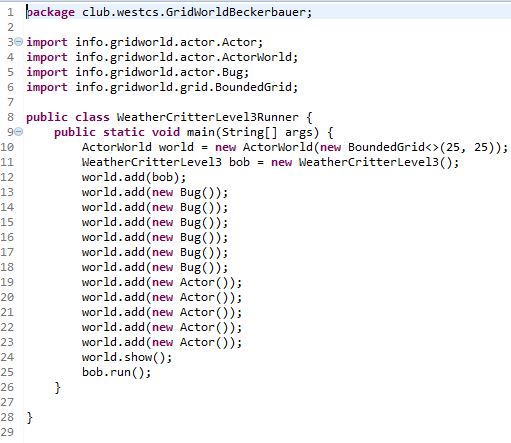 1 package club.westcs.GridWorldBeckerbauer;
2
3 import info.gridworld.actor.Actor;
4 import info.gridworld.actor.ActorWorld;
5 import info.gridworld.actor.Bug;
6 import info.gridworld.grid.BoundedGrid;
7
8 public class WeatherCritterLevel3Runner {
9 public static void main(String[] args) {
10 ActorWorld world = new ActorWorld(new BoundedGrid<>(25, 25));
11 WeatherCritterLevel3 bob = new WeatherCritterLevel3();
12 world.add(bob);
13 world.add(new Bug());
14 world.add(new Bug());
15 world.add(new Bug());
16 world.add(new Bug());
17 world.add(new Bug());
18 world.add(new Bug());
19 world.add(new Actor());
20 world.add(new Actor());
21 world.add(new Actor());
22 world.add(new Actor());
23 world.add(new Actor());
24 world.show();
25 bob.run();
26 }
27
28 }
29